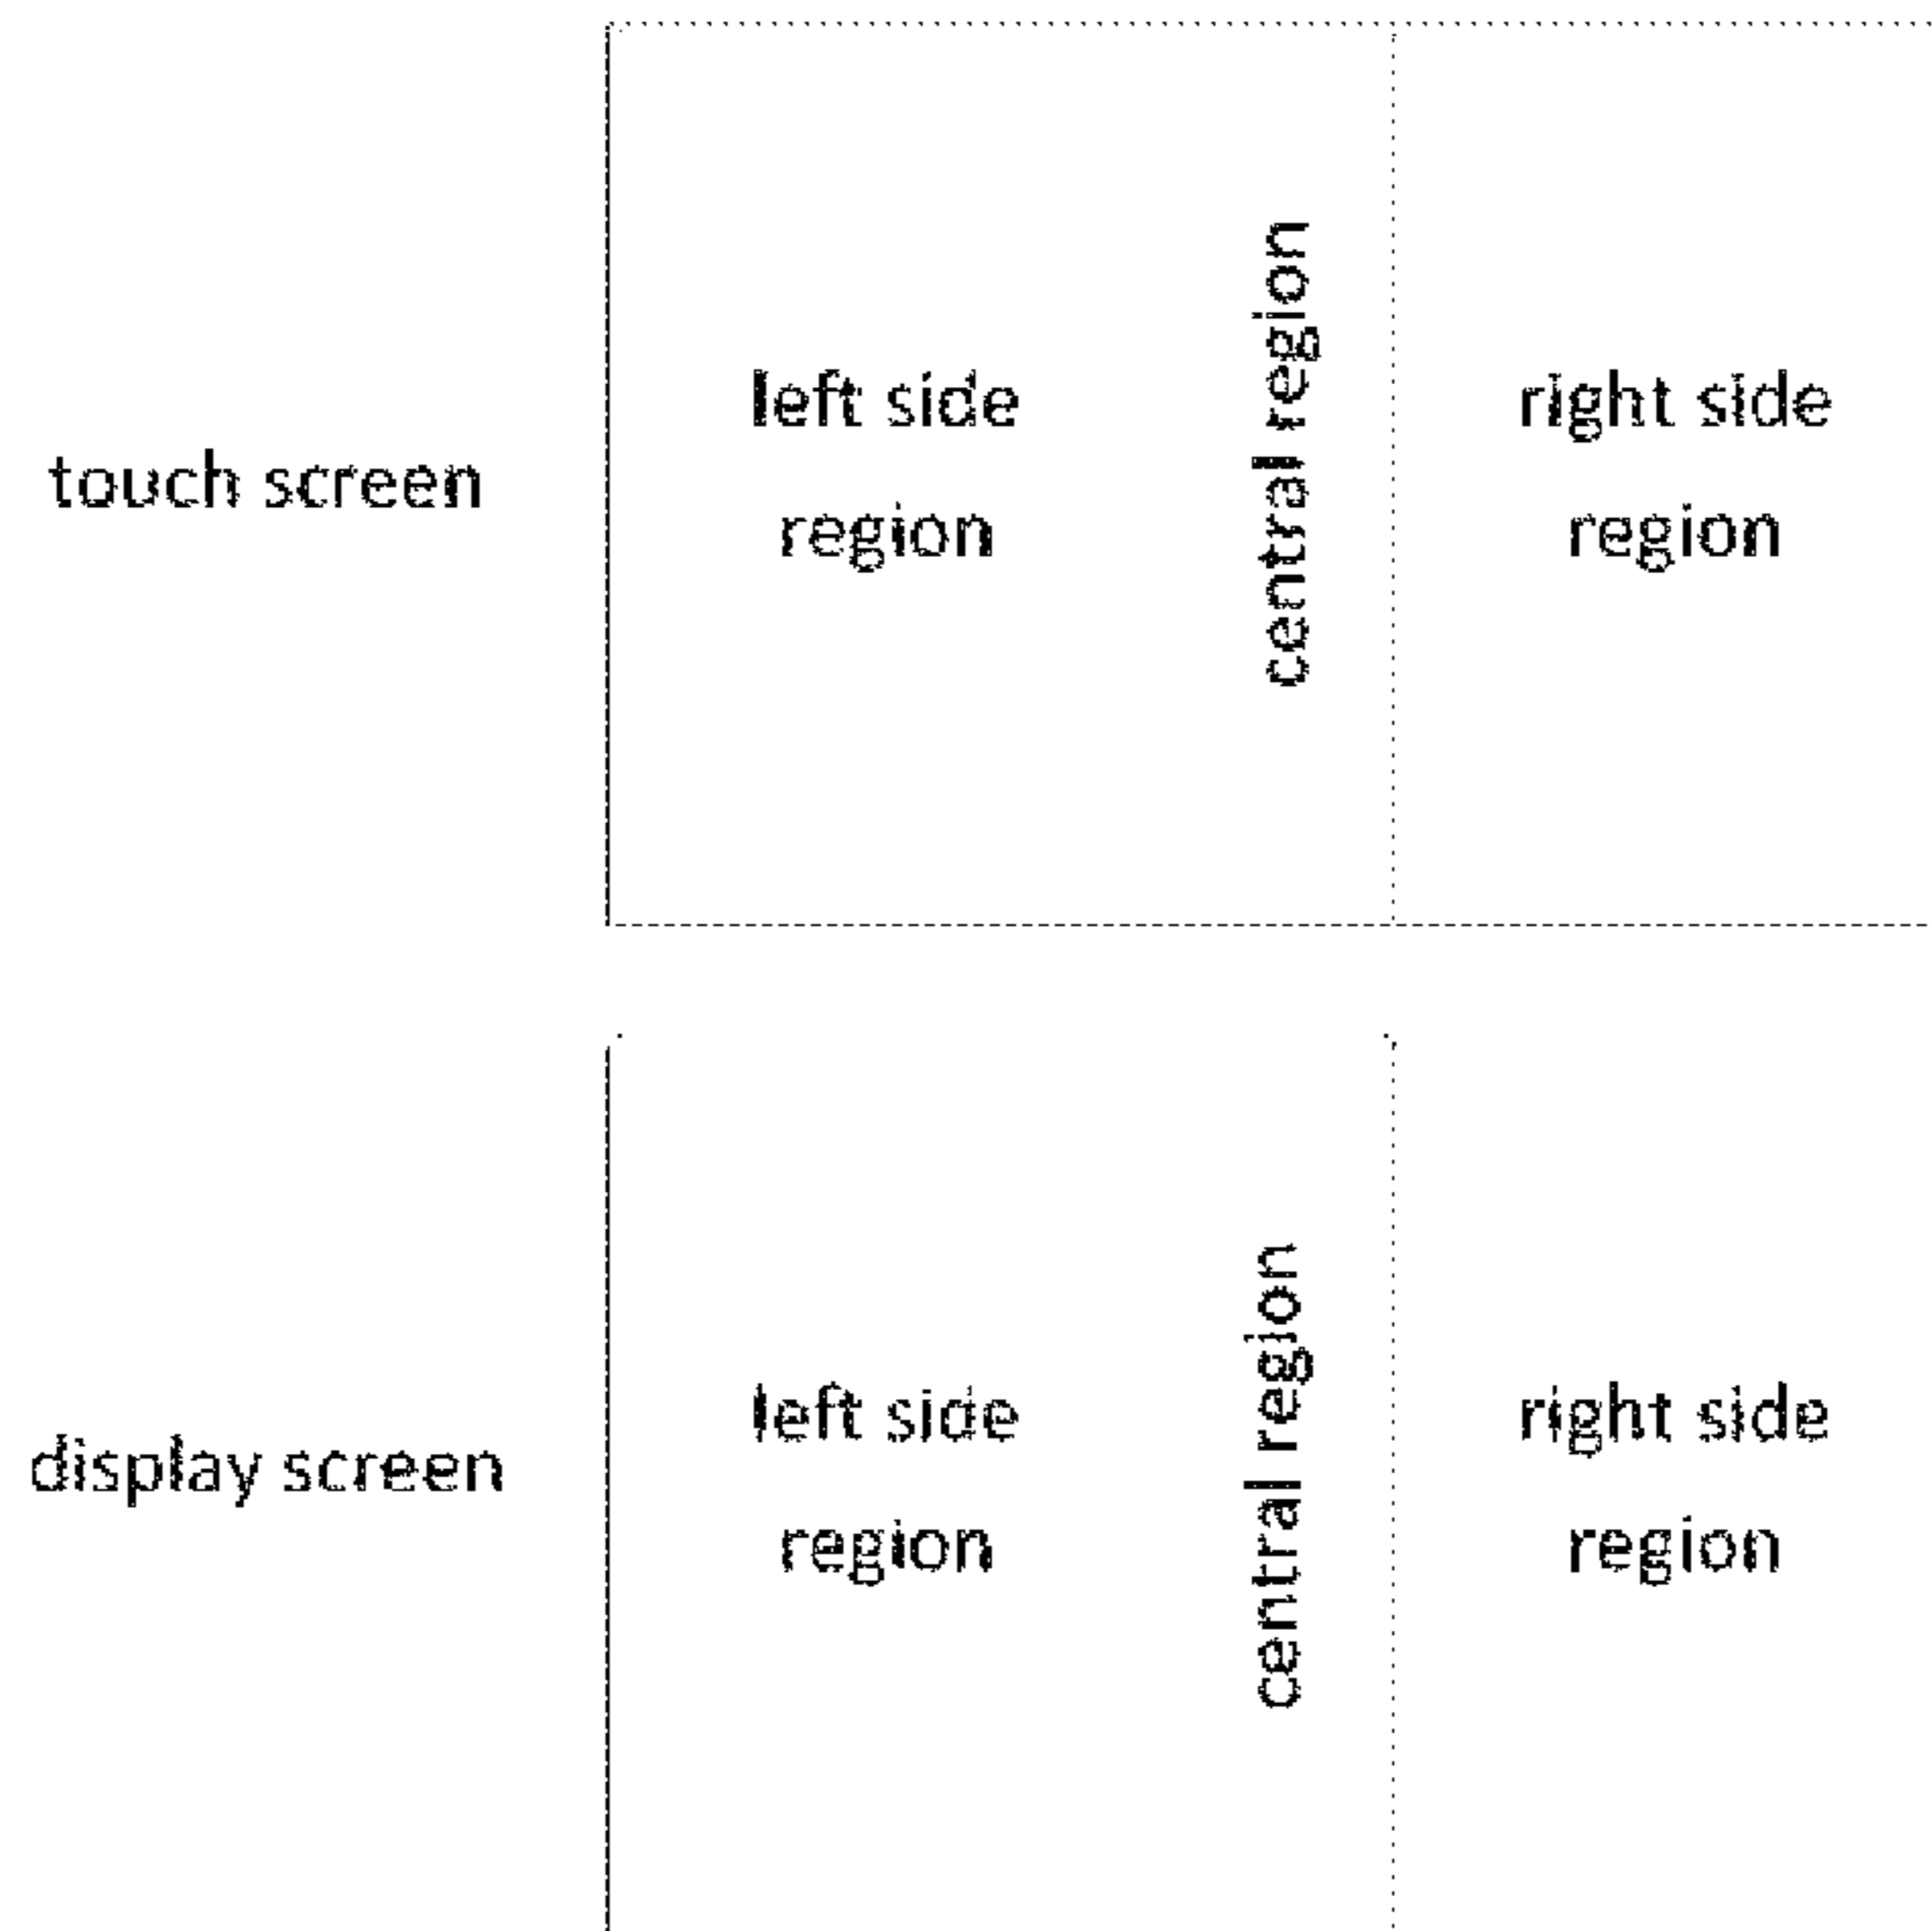 touch screen
left side
region
central region
right side
region
display screen
left side
region
central region
right side
region